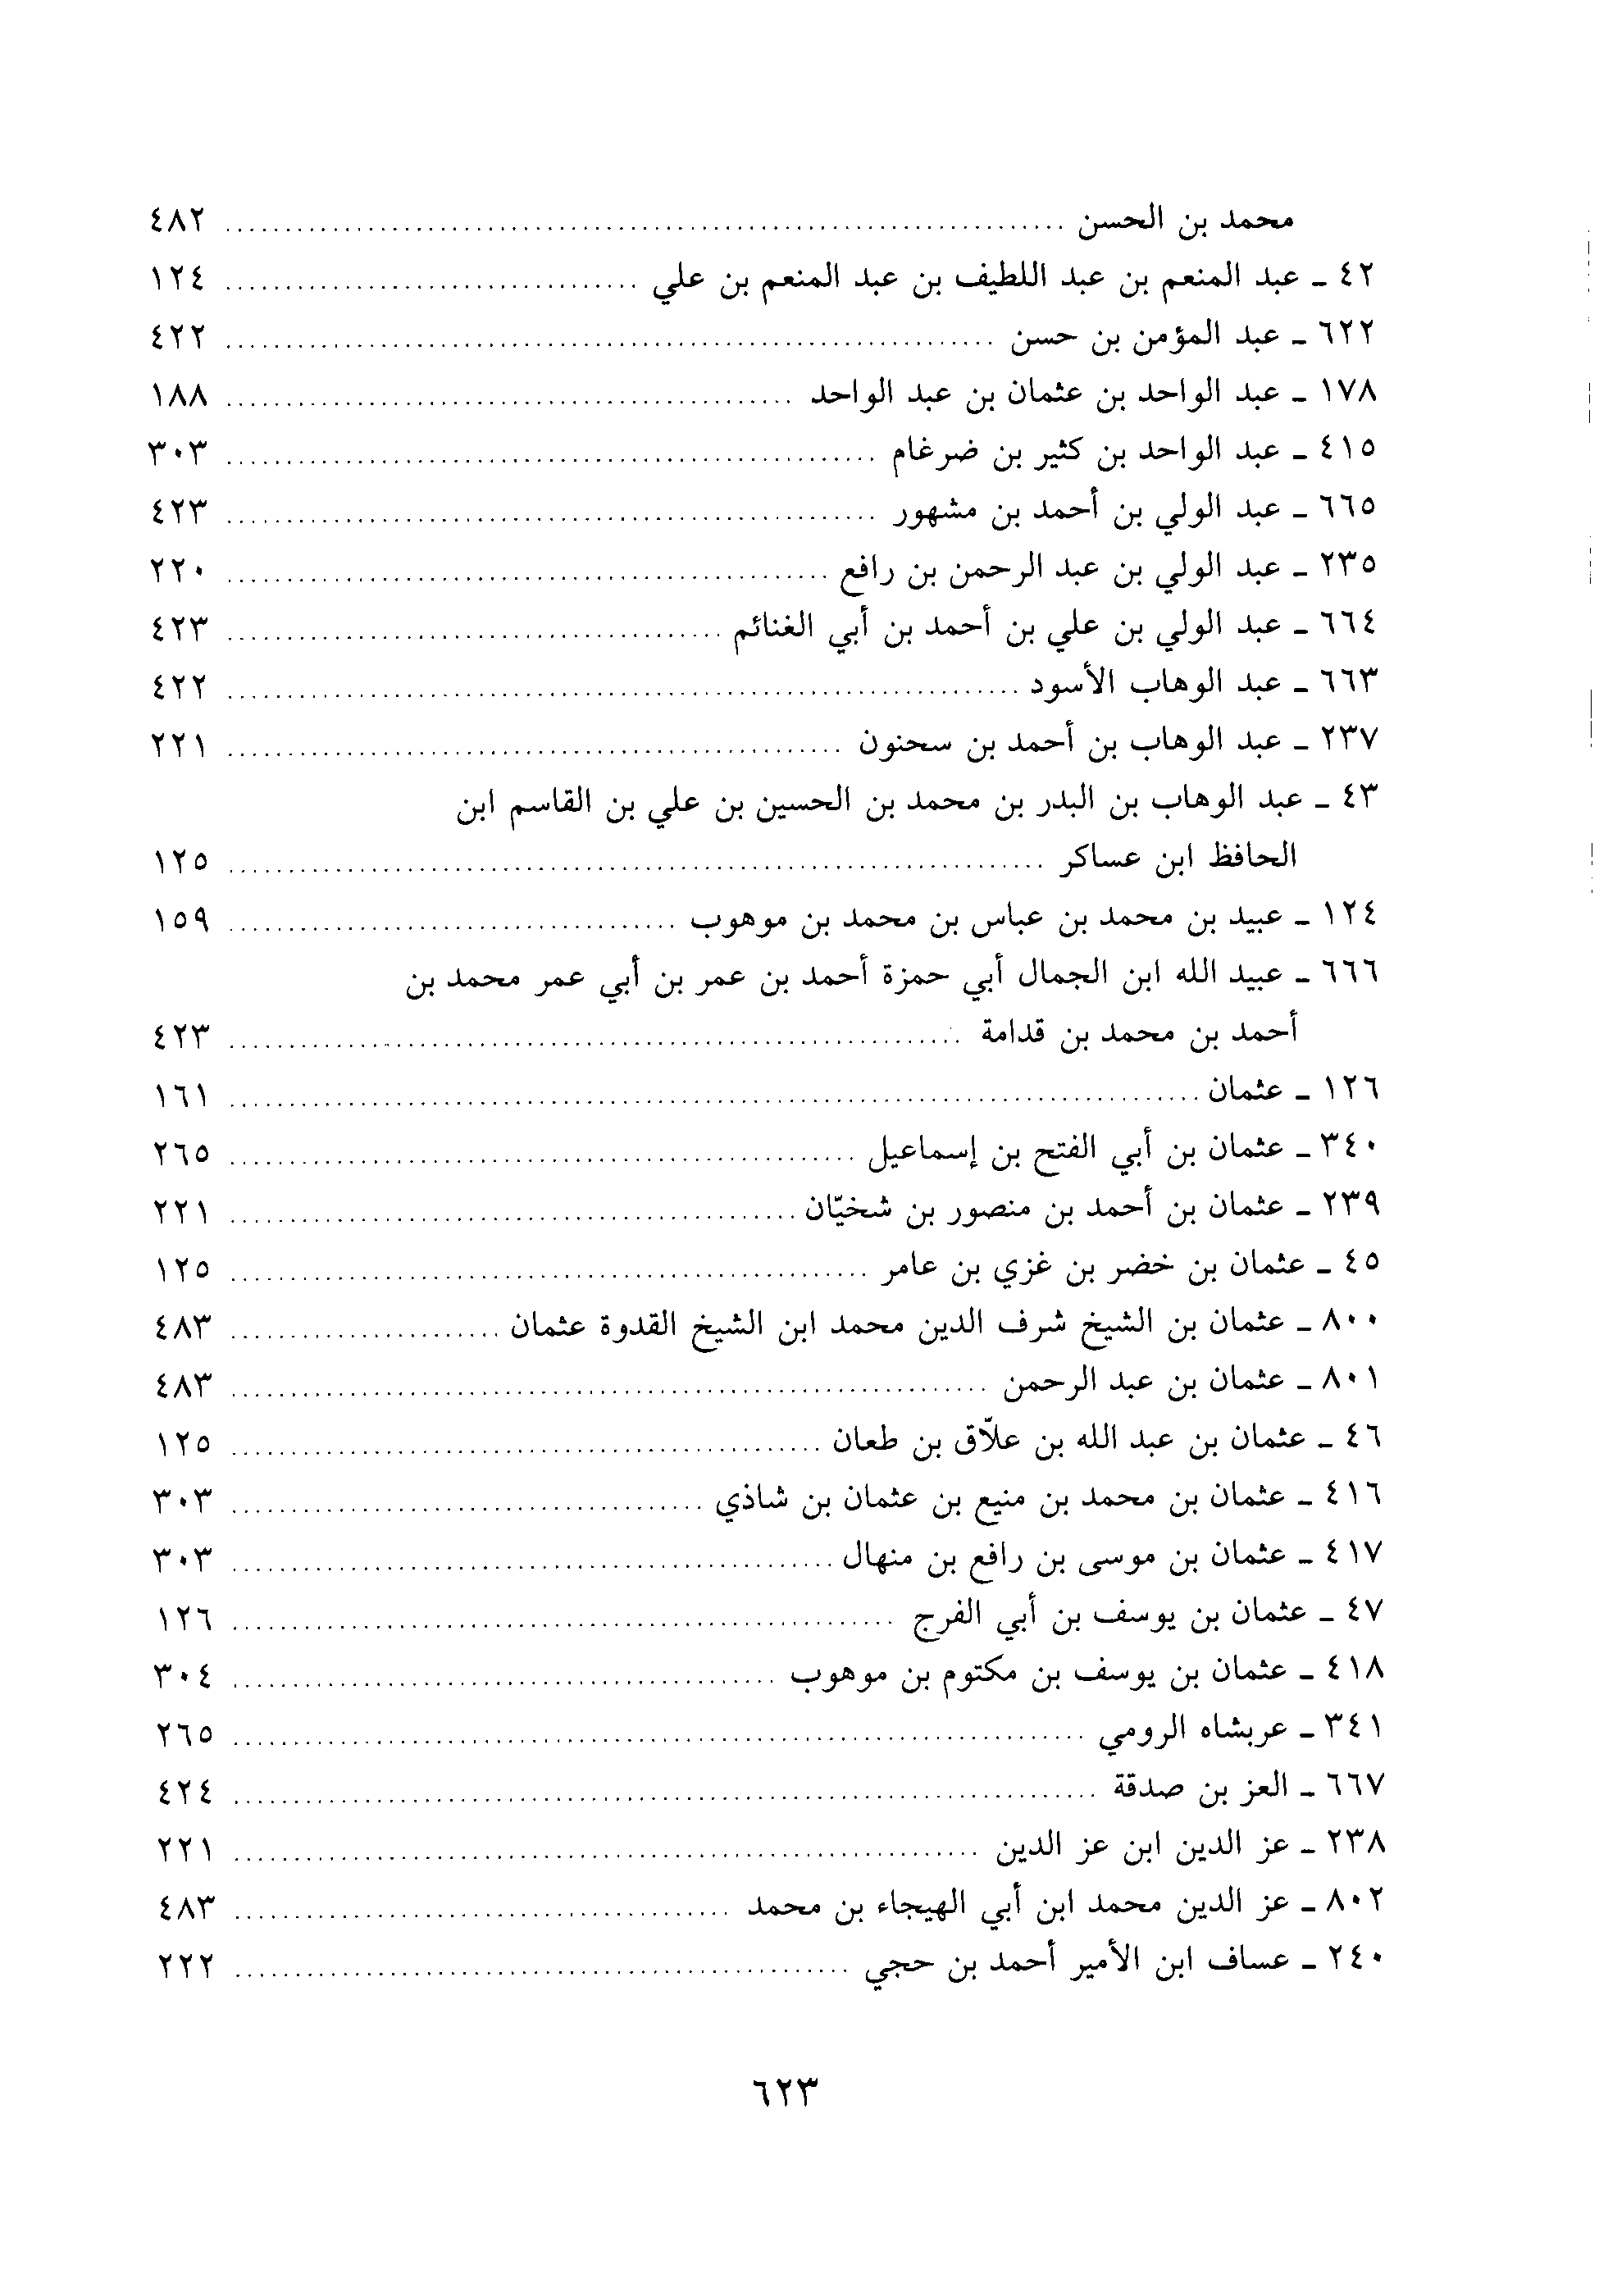 محمد بن الحسن ........ ٤٨٢
٤٢ ـ عبد المنعم بن عبد اللطيف بن عبد المنعم بن علي ........ ١٢٤
٦٢٢ ـ عبد المؤمن بن حسن ........ ٤٢٢
١٧٨ ـ عبد الواحد بن عثمان بن عبد الواحد ........ ١٨٨
٤١٥ ـ عبد الواحد بن كثير بن ضرغام ........ ٣٠٣
٦٦٥ ـ عبد الولي بن أحمد بن مشهور ........ ٤٢٣
٢٣٥ ـ عبد الولي بن عبد الرحمن بن رافع ........ ٢٢٠
٦٦٤ ـ عبد الولي بن علي بن أحمد بن أبي الغنائم ........ ٤٢٣
٦٦٣ ـ عبد الوهاب الأسود ........ ٤٢٢
٢٣٧ ـ عبد الوهاب بن أحمد بن سحنون ........ ٢٢١
٤٣ ـ عبد الوهاب بن البدر بن محمد بن الحسين بن علي بن القاسم ابن
الحافظ ابن عساكر ........ ١٢٥
١٢٤ ـ عبيد بن محمد بن عباس بن محمد بن موهوب ........ ١٥٩
٦٦٦ ـ عبيد الله ابن الجمال أبي حمزة أحمد بن عمر بن أبي عمر محمد بن
أحمد بن محمد بن قدامة ........ ٤٢٣
١٢٦ ـ عثمان ........ ١٦١
٣٤٠ ـ عثمان بن أبي الفتح بن إسماعيل ........ ٢٦٥
٢٣٩ ـ عثمان بن أحمد بن منصور بن شخيّان ........ ٢٢١
٤٥ ـ عثمان بن خضر بن غزي بن عامر ........ ١٢٥
٨٠٠ ـ عثمان بن الشيخ شرف الدين محمد ابن الشيخ القدوة عثمان ........ ٤٨٣
٨٠١ ـ عثمان بن عبد الرحمن ........ ٤٨٣
٤٦ ـ عثمان بن عبد الله بن علاّق بن طعان ........ ١٢٥
٤١٦ ـ عثمان بن محمد بن منيع بن عثمان بن شاذي ........ ٣٠٣
٤١٧ ـ عثمان بن موسى بن رافع بن منهال ........ ٣٠٣
٤٧ ـ عثمان بن يوسف بن أبي الفرج ........ ١٢٦
٤١٨ ـ عثمان بن يوسف بن مكتوم بن موهوب ........ ٣٠٤
٣٤١ ـ عربشاه الرومي ........ ٢٦٥
٦٦٧ ـ العز بن صدقة ........ ٤٢٤
٢٣٨ ـ عز الدين ابن عز الدين ........ ٢٢١
٨٠٢ ـ عز الدين محمد ابن أبي الهيجاء بن محمد ........ ٤٨٣
٢٤٠ ـ عساف ابن الأمير أحمد بن حجي ........ ٢٢٢
٦٢٣